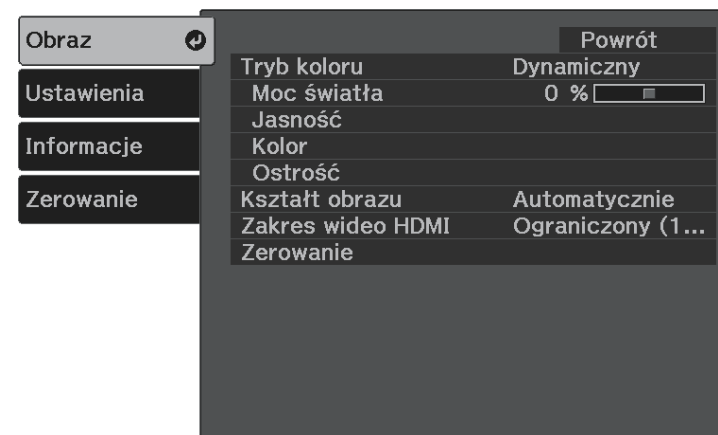 Obraz
Ustawienia
Informacje
Zerowanie
Powrót
Tryb koloru Dynamiczny
Moc światła 0 %
Jasność
Kolor
Ostrość
Kształt obrazu Automatycznie
Zakres wideo HDMI Ograniczony (1...
Zerowanie